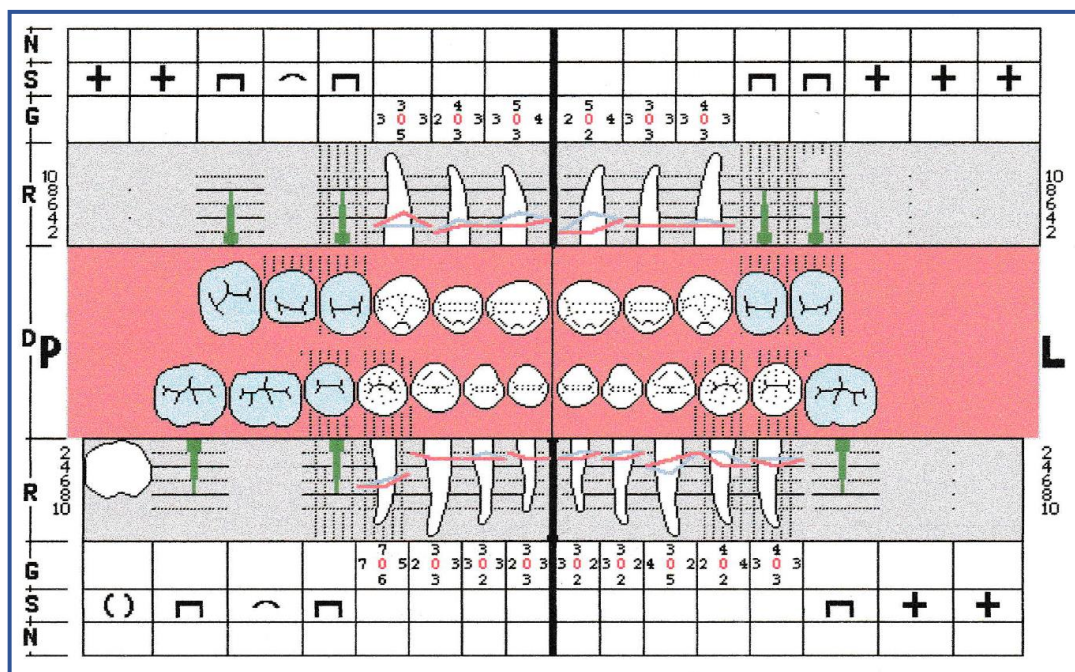 N
S + + + + +
3 4 5 5 3 4
G 3 0 3 2 0 3 3 0 4 2 0 4 3 0 3 3 0 3
5 3 3 2 3 3
10 10
8 8
R 6 6
4 4
2 2
D P L
2 2
4 4
6 6
R 8 8
10 10
7 3 3 3 3 3 3 4 4
G 7 0 5 2 0 3 3 0 3 2 0 3 3 0 2 3 0 2 4 0 2 2 0 4 3 0 3
6 3 2 3 2 2 5 2 3
S ( ) + +
N